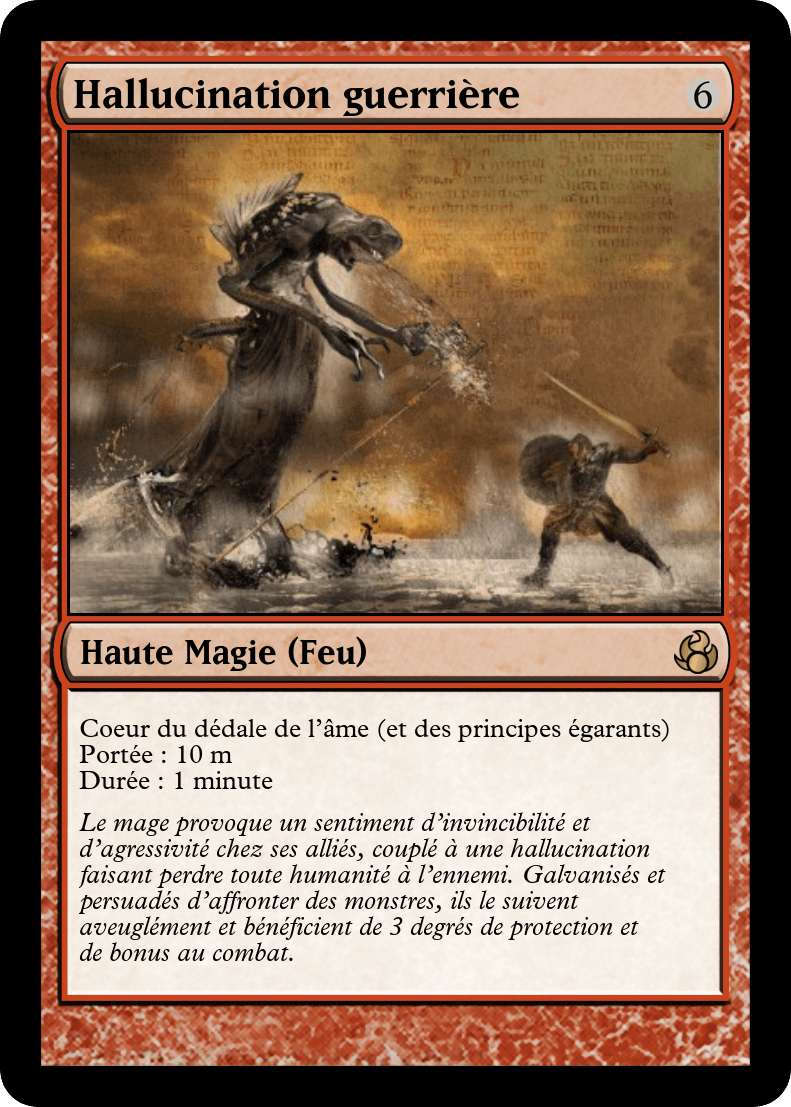 Hallucination guerrière 6
Haute Magie (Feu)
Coeur du dédale de l'âme (et des principes égarants)
Portée : 10 m
Durée : 1 minute
Le mage provoque un sentiment d'invincibilité et
d'agressivité chez ses alliés, couplé à une hallucination
faisant perdre toute humanité à l'ennemi. Galvanisés et
persuadés d'affronter des monstres, ils le suivent
aveuglément et bénéficient de 3 degrés de protection et
de bonus au combat.